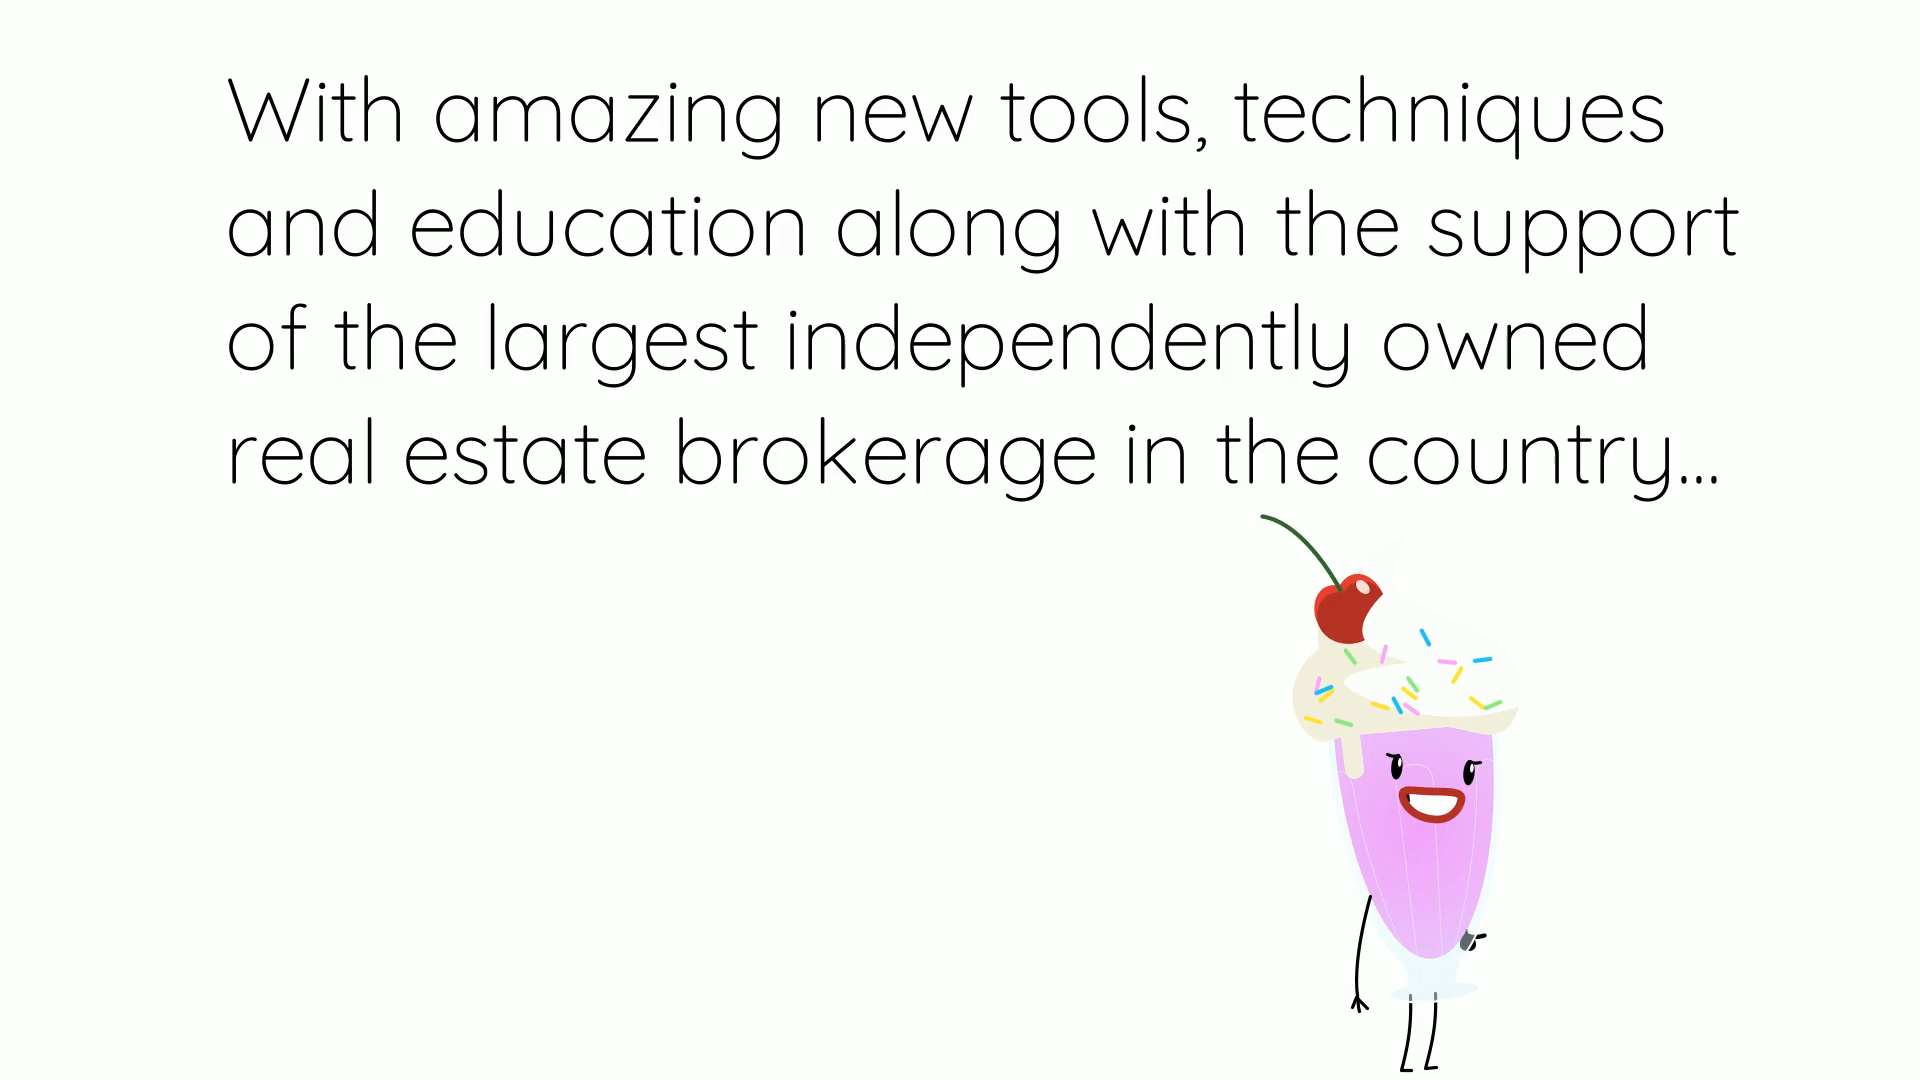 With amazing new tools, techniques
and education along with the support
of the largest independently owned
real estate brokerage in the country...